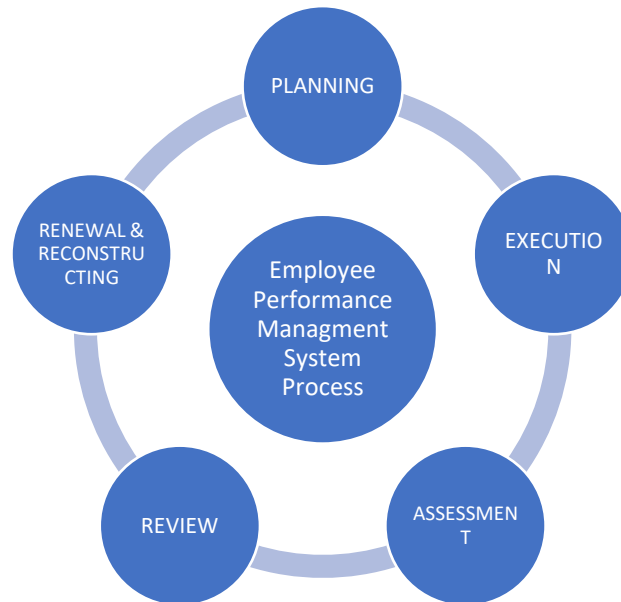 PLANNING
EXECUTIO
N
ASSESSMEN
T
REVIEW
RENEWAL &
RECONSTRU
CTING
Employee
Performance
Managment
System
Process